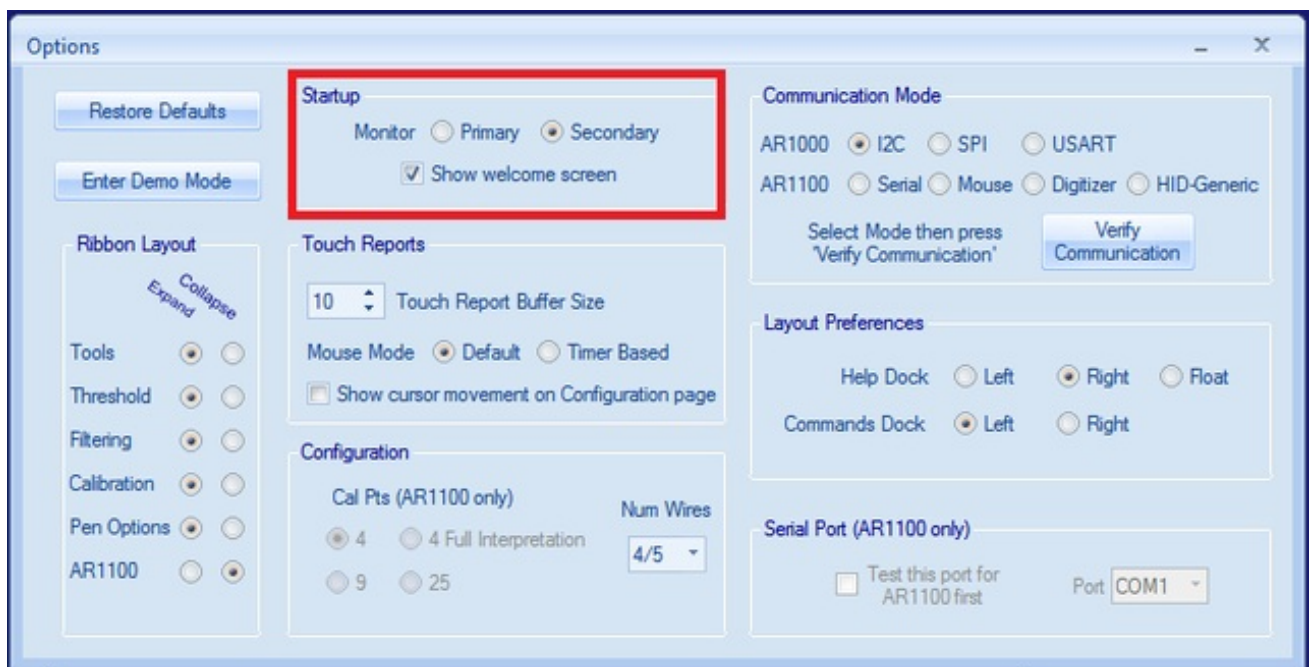 Options
Restore Defaults
Enter Demo Mode
Ribbon Layout
Expand Collapse
Tools
Threshold
Filtering
Calibration
Pen Options
AR1100
Startup
Monitor Primary Secondary
Show welcome screen
Touch Reports
10 Touch Report Buffer Size
Mouse Mode Default Timer Based
Show cursor movement on Configuration page
Configuration
Cal Pts (AR1100 only)
Num Wires
4 4 Full Interpretation
4/5
9 25
Communication Mode
AR1000 I2C SPI USART
AR1100 Serial Mouse Digitizer HID-Generic
Select Mode then press
'Verify Communication'
Verify
Communication
Layout Preferences
Help Dock Left Right Float
Commands Dock Left Right
Serial Port (AR1100 only)
Test this port for
AR1100 first
Port COM1